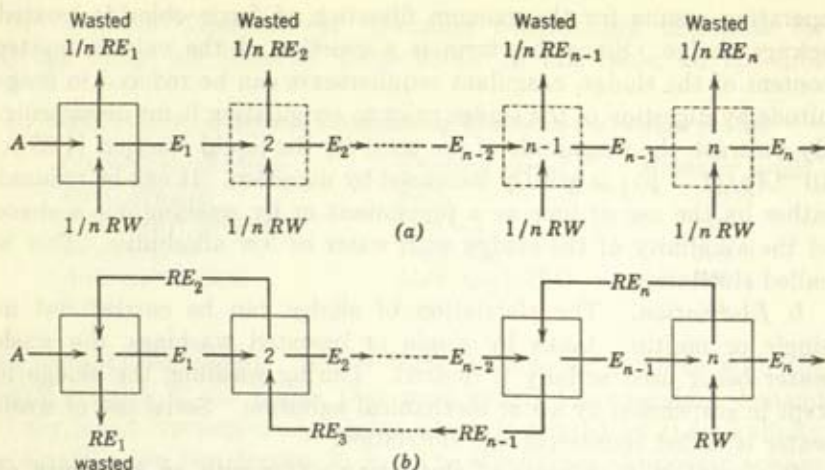 Wasted Wasted Wasted Wasted
1/n RE₁ 1/n RE₂ 1/n REₙ₋₁ 1/n REₙ
A 1 E₁ 2 E₂ Eₙ₋₂ n-1 Eₙ₋₁ n Eₙ
1/n RW 1/n RW (a) 1/n RW 1/n RW
RE₂ REₙ
A 1 E₁ 2 E₂ Eₙ₋₂ Eₙ₋₁ n Eₙ
RE₁ RE₃ REₙ₋₁ RW
wasted (b)